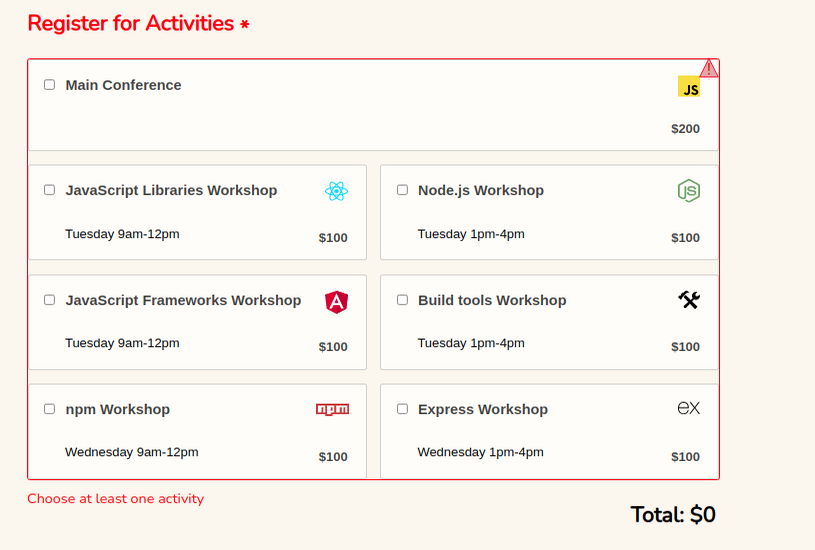 Register for Activities *
Main Conference
JS
$200
JavaScript Libraries Workshop
Tuesday 9am-12pm
$100
Node.js Workshop
JS
Tuesday 1pm-4pm
$100
JavaScript Frameworks Workshop
A
Tuesday 9am-12pm
$100
Build tools Workshop
Tuesday 1pm-4pm
$100
npm Workshop
npm
Wednesday 9am-12pm
$100
Express Workshop
ex
Wednesday 1pm-4pm
$100
Choose at least one activity
Total: $0